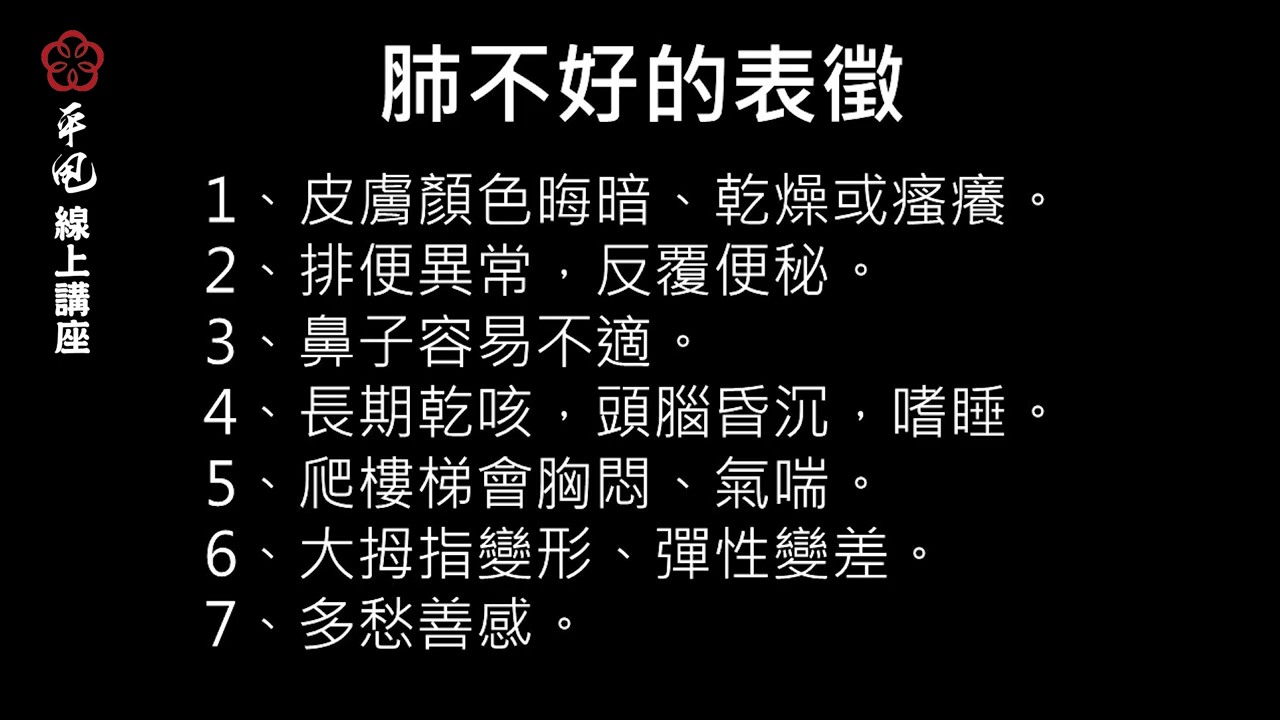 肺不好的表徵
平甩 線上講座
1、皮膚顏色晦暗、乾燥或瘙癢。
2、排便異常，反覆便秘。
3、鼻子容易不適。
4、長期乾咳，頭腦昏沉，嗜睡。
5、爬樓梯會胸悶、氣喘。
6、大拇指變形、彈性變差。
7、多愁善感。